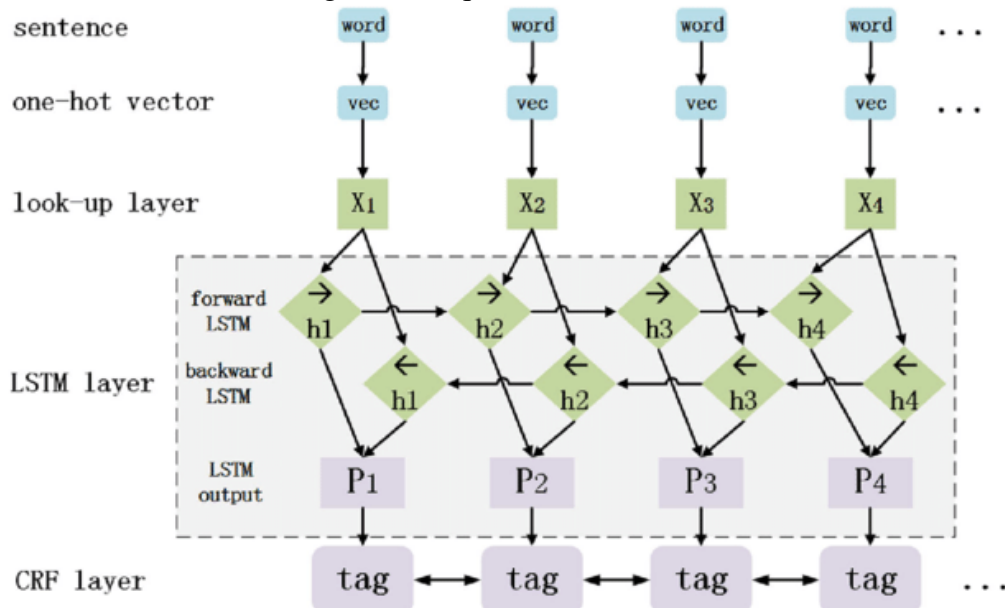 sentence word word word word ...
one-hot vector vec vec vec vec ...
look-up layer X1 X2 X3 X4
forward LSTM → h1 → h2 → h3 → h4
LSTM layer
backward LSTM ← h1 ← h2 ← h3 ← h4
LSTM output P1 P2 P3 P4
CRF layer tag tag tag tag ...